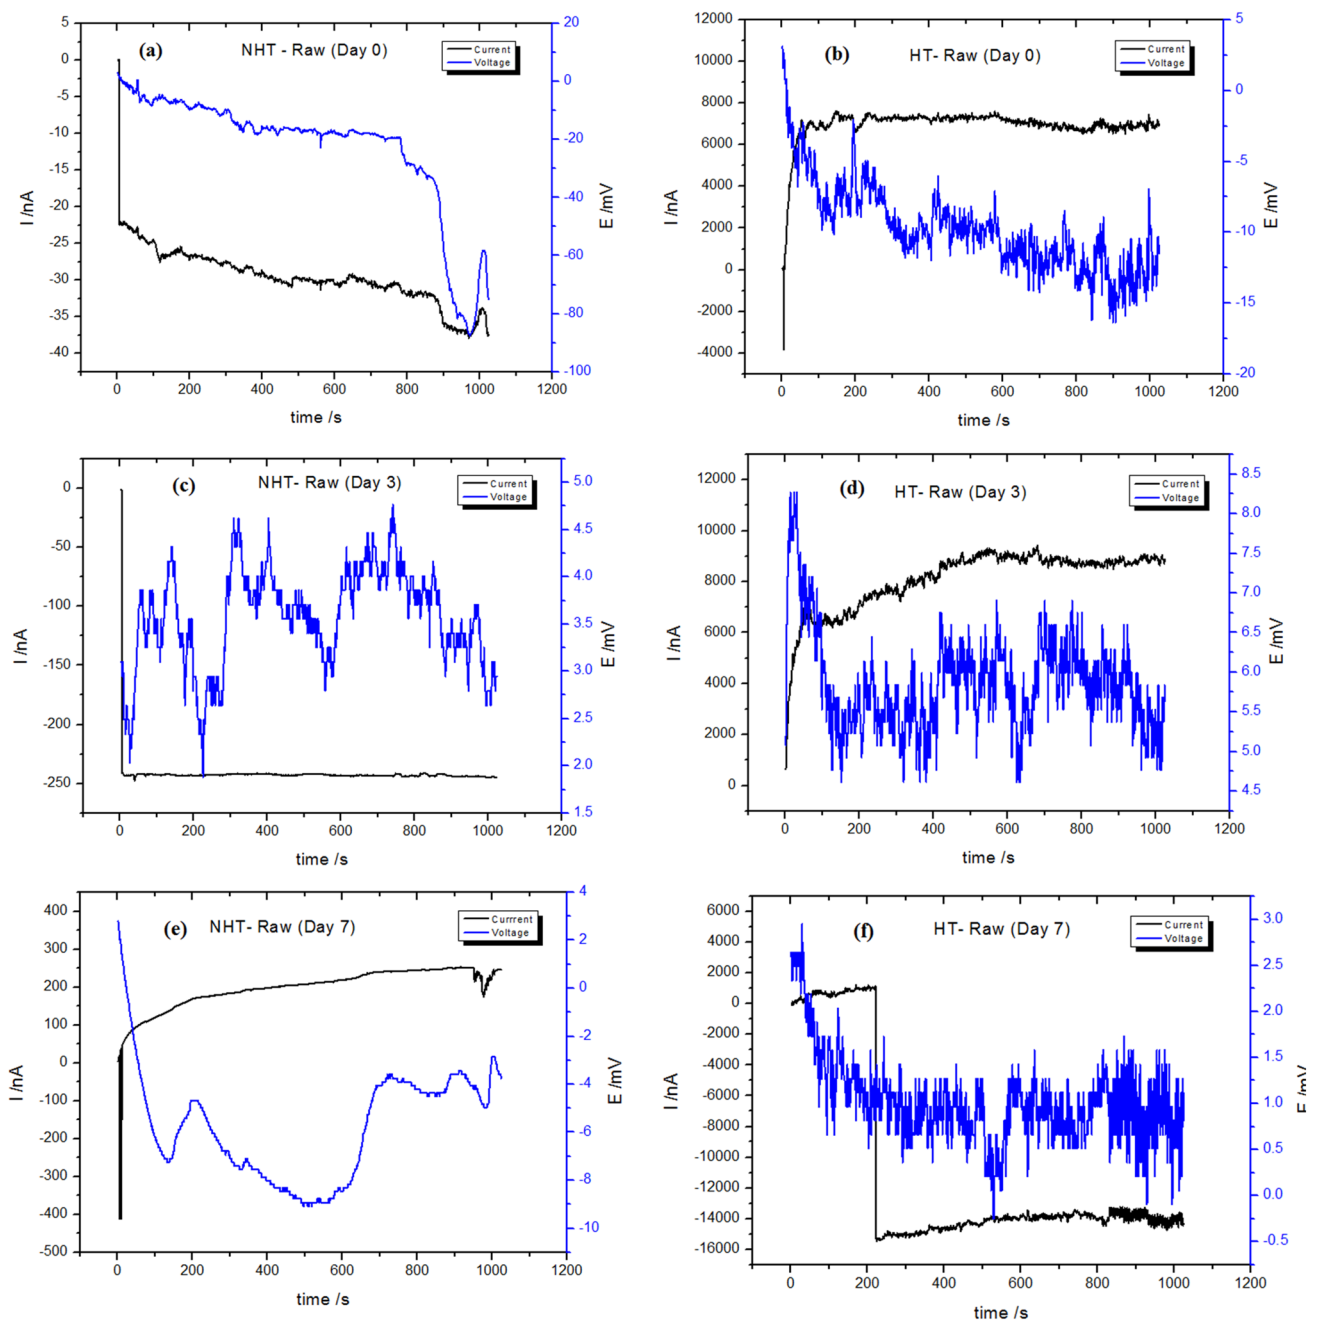 (a) NHT - Raw (Day 0)
Current
Voltage
5
0
-5
-10
-15
-20
-25
-30
-35
-40
I /nA
20
0
-20
-40
-60
-80
-100
E /mV
0 200 400 600 800 1000 1200
time /s
(b) HT- Raw (Day 0)
Current
Voltage
12000
10000
8000
6000
4000
2000
0
-2000
-4000
I /nA
5
0
-5
-10
-15
-20
E /mV
0 200 400 600 800 1000 1200
time /s
(c) NHT- Raw (Day 3)
Current
Voltage
0
-50
-100
-150
-200
-250
I /nA
5.0
4.5
4.0
3.5
3.0
2.5
2.0
1.5
E /mV
0 200 400 600 800 1000 1200
time /s
(d) HT- Raw (Day 3)
Current
Voltage
12000
10000
8000
6000
4000
2000
0
I /nA
8.5
8.0
7.5
7.0
6.5
6.0
5.5
5.0
4.5
E /mV
0 200 400 600 800 1000 1200
time /s
(e) NHT- Raw (Day 7)
Currrent
Voltage
400
300
200
100
0
-100
-200
-300
-400
-500
I /nA
4
2
0
-2
-4
-6
-8
-10
E /mV
0 200 400 600 800 1000 1200
time /s
(f) HT- Raw (Day 7)
Current
Voltage
6000
4000
2000
0
-2000
-4000
-6000
-8000
-10000
-12000
-14000
-16000
I /nA
3.0
2.5
2.0
1.5
1.0
0.5
0.0
-0.5
E /mV
0 200 400 600 800 1000 1200
time /s